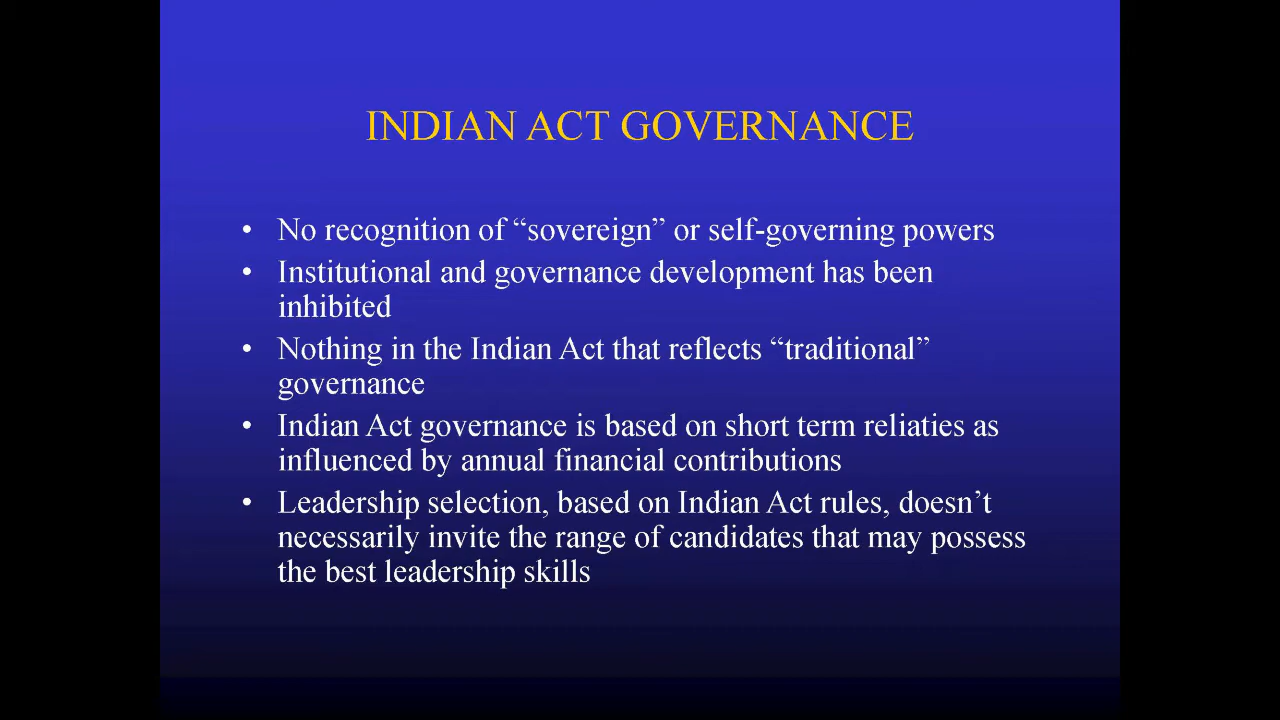 INDIAN ACT GOVERNANCE
• No recognition of “sovereign” or self-governing powers
• Institutional and governance development has been
inhibited
• Nothing in the Indian Act that reflects “traditional”
governance
• Indian Act governance is based on short term reliaties as
influenced by annual financial contributions
• Leadership selection, based on Indian Act rules, doesn’t
necessarily invite the range of candidates that may possess
the best leadership skills